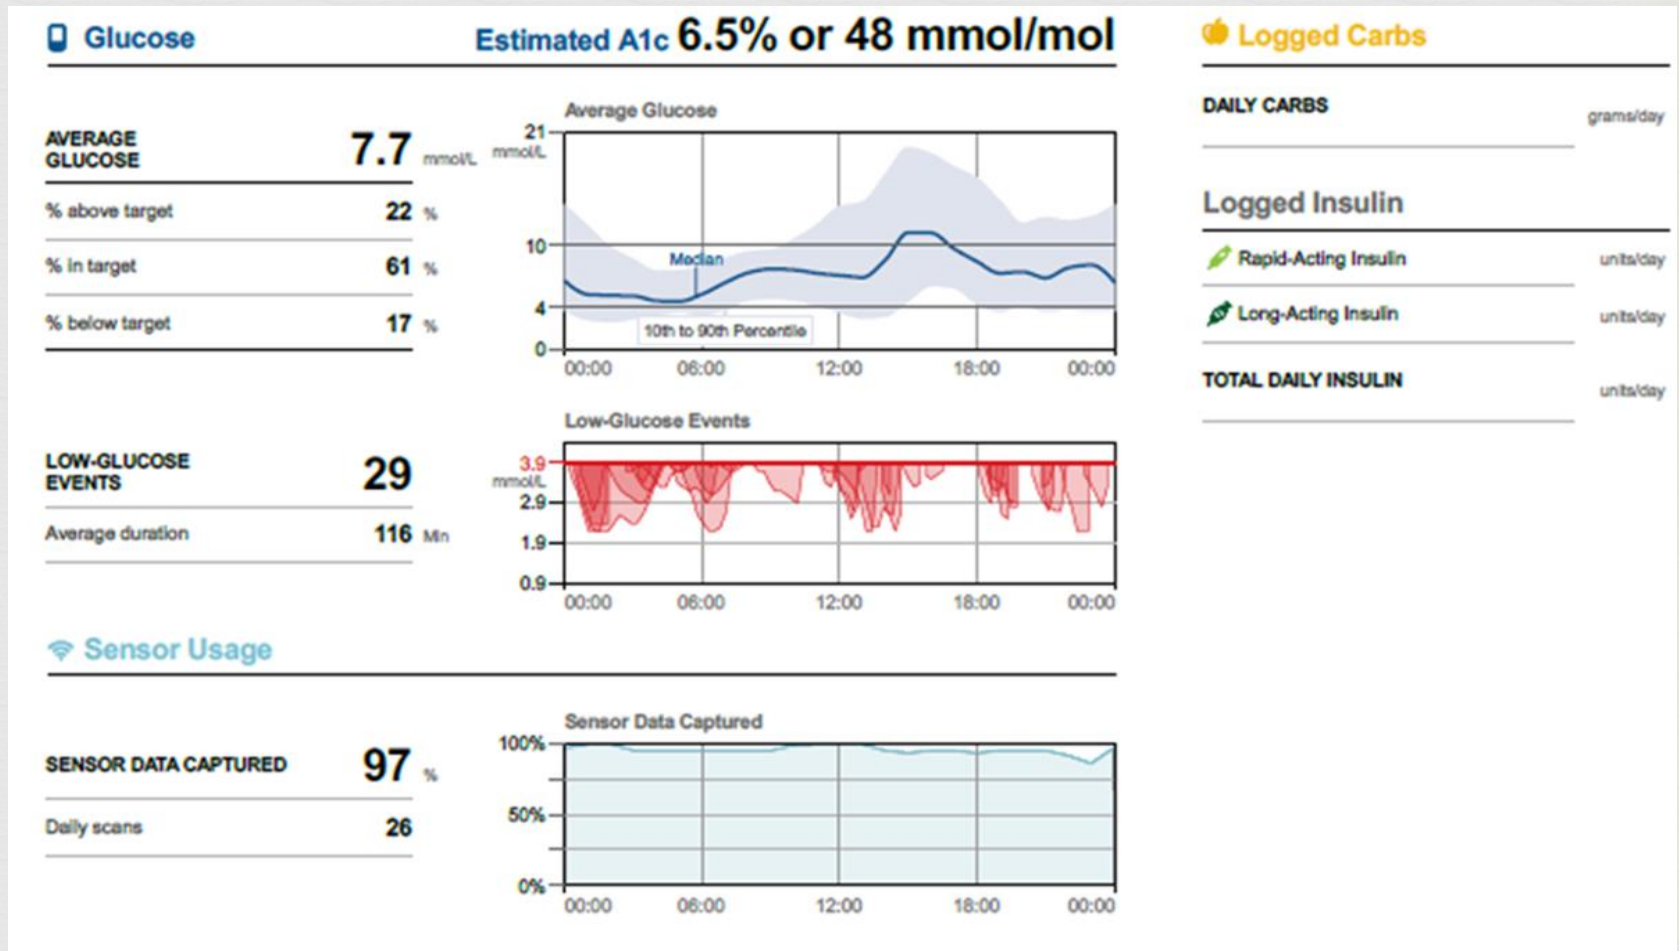 Glucose
Estimated A1c 6.5% or 48 mmol/mol
AVERAGE
GLUCOSE
7.7 mmol/L
% above target 22 %
% in target 61 %
% below target 17 %
Average Glucose
21
mmol/L
10
4
0
Median
10th to 90th Percentile
00:00 06:00 12:00 18:00 00:00
LOW-GLUCOSE
EVENTS
29
Average duration 116 Min
Low-Glucose Events
3.9
mmol/L
2.9
1.9
0.9
00:00 06:00 12:00 18:00 00:00
Sensor Usage
SENSOR DATA CAPTURED 97 %
Daily scans 26
Sensor Data Captured
100%
50%
0%
00:00 06:00 12:00 18:00 00:00
Logged Carbs
DAILY CARBS grams/day
Logged Insulin
Rapid-Acting Insulin units/day
Long-Acting Insulin units/day
TOTAL DAILY INSULIN units/day